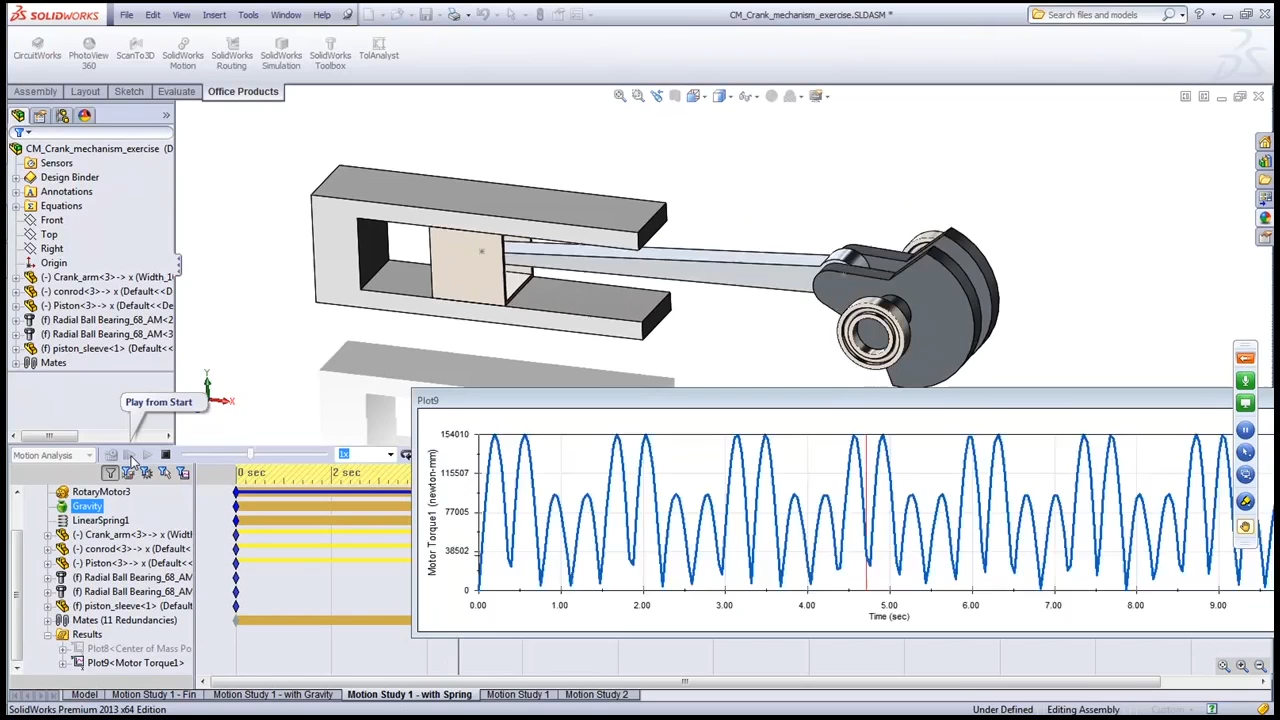 SOLIDWORKS File Edit View Insert Tools Window Help CM_Crank_mechanism_exercise.SLDASM * Search files and models
CircuitWorks PhotoView 360 ScanTo3D SolidWorks Motion SolidWorks Routing SolidWorks Simulation SolidWorks Toolbox TolAnalyst
Assembly Layout Sketch Evaluate Office Products
CM_Crank_mechanism_exercise (D
Sensors
Design Binder
Annotations
Equations
Front
Top
Right
Origin
(-) Crank_arm<3>-> x (Width_1
(-) conrod<3>-> x (Default<<D
(-) Piston<3>-> x (Default<<De
(f) Radial Ball Bearing_68_AM<2
(f) Radial Ball Bearing_68_AM<3
(f) piston_sleeve<1> (Default<<
Mates
Y
X
Play from Start
Motion Analysis
1x
0 sec 2 sec
RotaryMotor3
Gravity
LinearSpring1
(-) Crank_arm<3>-> x (Widt
(-) conrod<3>-> x (Default<
(-) Piston<3>-> x (Default<
(f) Radial Ball Bearing_68_AM
(f) Radial Ball Bearing_68_AM
(f) piston_sleeve<1> (Default
Mates (11 Redundancies)
Results
Plot8<Center of Mass Po
Plot9<Motor Torque1>
Plot9
Motor Torque1 (newton-mm)
154010
115507
77005
38502
0
0.00 1.00 2.00 3.00 4.00 5.00 6.00 7.00 8.00 9.00
Time (sec)
Model Motion Study 1 - Fin Motion Study 1 - with Gravity Motion Study 1 - with Spring Motion Study 1 Motion Study 2
SolidWorks Premium 2013 x64 Edition Under Defined Editing Assembly Custom